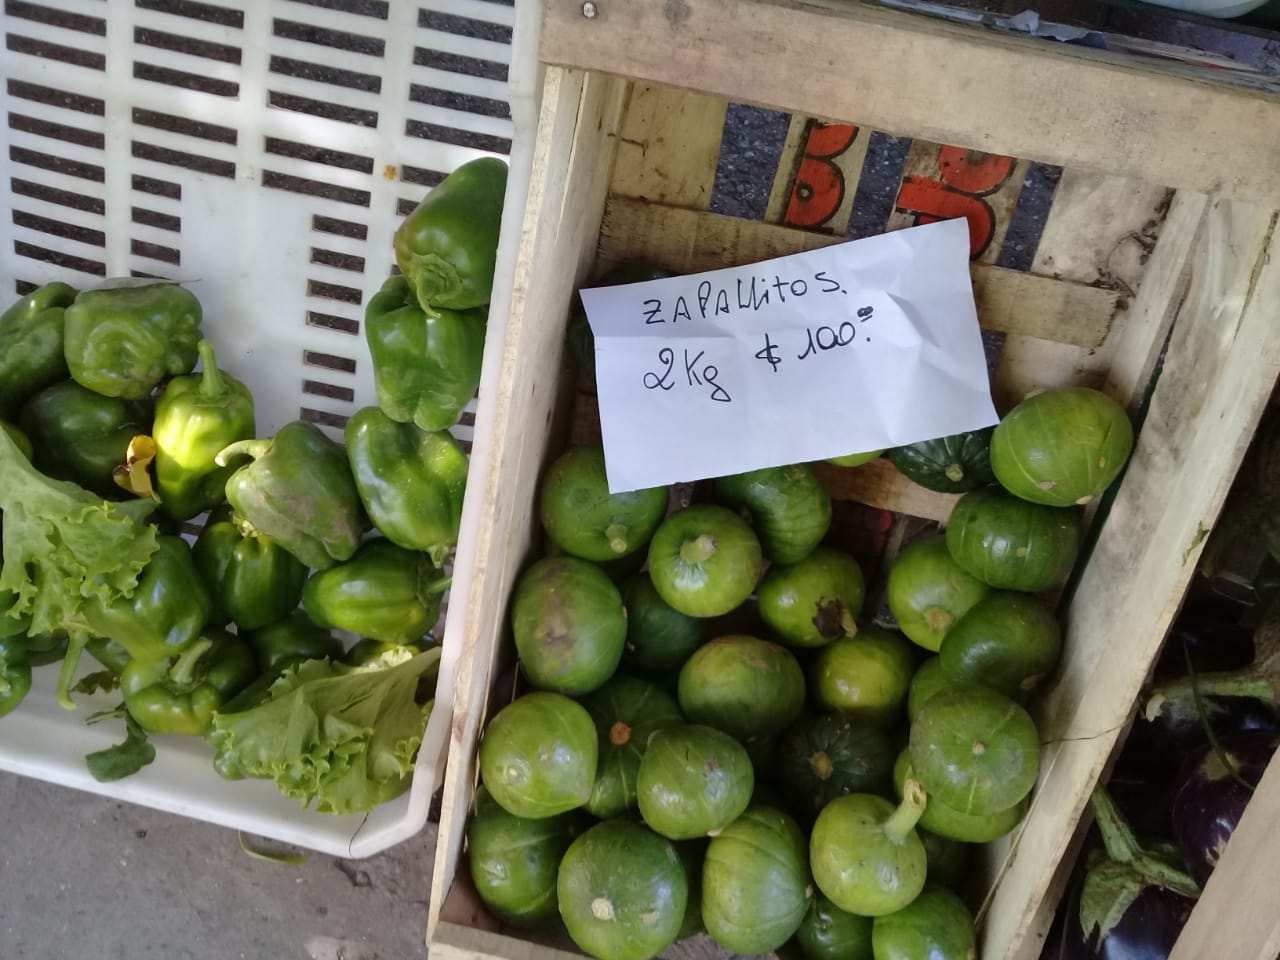 ZAPALLitOS.
2Kg $ 100.=